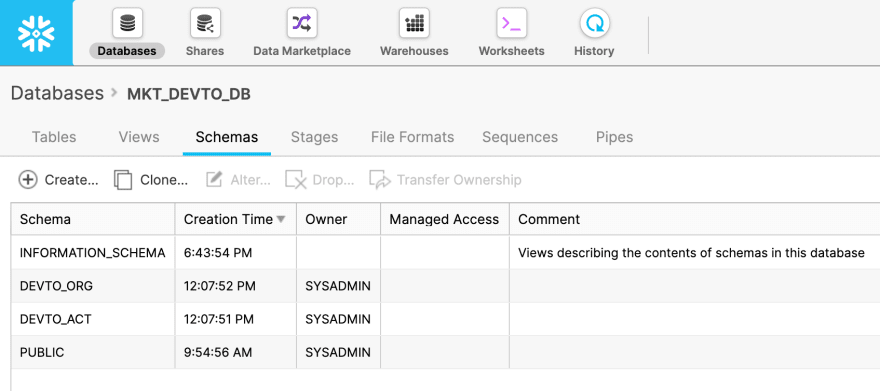 Databases Shares Data Marketplace Warehouses Worksheets History
Databases > MKT_DEVTO_DB
Tables Views Schemas Stages File Formats Sequences Pipes
Create... Clone... Alter... Drop... Transfer Ownership
Schema Creation Time Owner Managed Access Comment
INFORMATION_SCHEMA 6:43:54 PM Views describing the contents of schemas in this database
DEVTO_ORG 12:07:52 PM SYSADMIN
DEVTO_ACT 12:07:51 PM SYSADMIN
PUBLIC 9:54:56 AM SYSADMIN